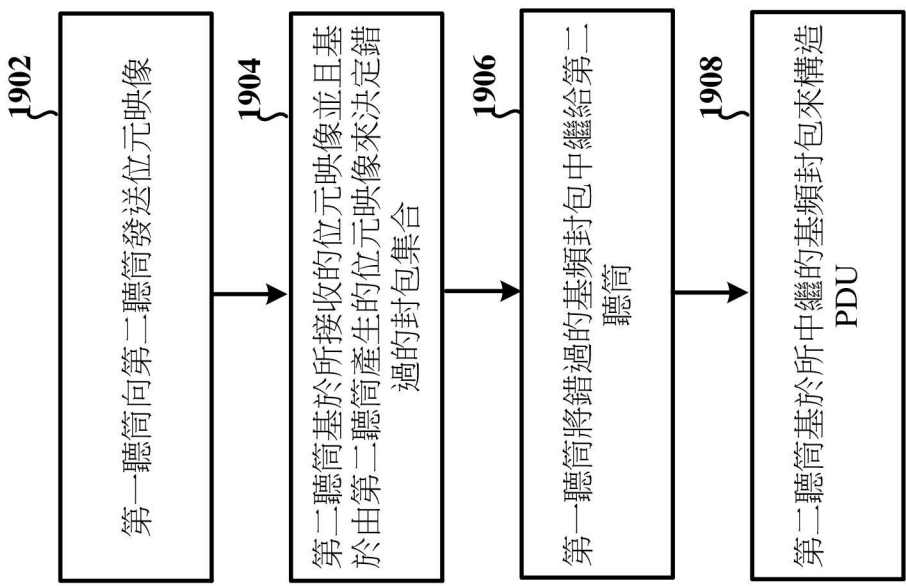 1902
第一聽筒向第二聽筒發送位元映像
1904
第二聽筒基於所接收的位元映像並且基
於由第二聽筒產生的位元映像來決定錯
過的封包集合
1906
第一聽筒將錯過的基頻封包中繼給第二
聽筒
1908
第二聽筒基於所中繼的基頻封包來構造
PDU